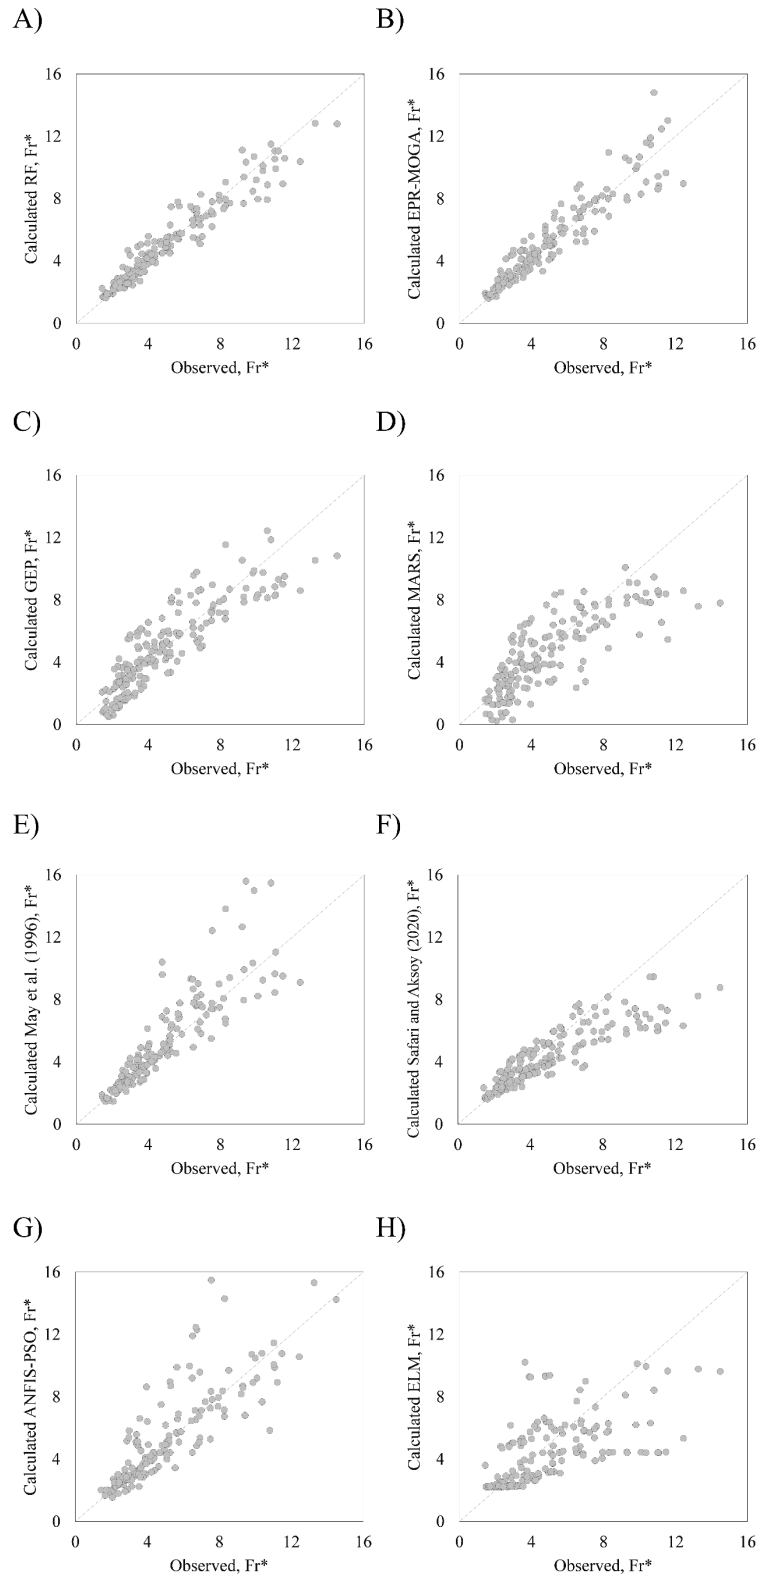 A)
B)
16
12
8
4
0
Calculated RF, Fr*
0 4 8 12 16
Observed, Fr*
16
12
8
4
0
Calculated EPR-MOGA, Fr*
0 4 8 12 16
Observed, Fr*
C)
D)
16
12
8
4
0
Calculated GEP, Fr*
0 4 8 12 16
Observed, Fr*
16
12
8
4
0
Calculated MARS, Fr*
0 4 8 12 16
Observed, Fr*
E)
F)
16
12
8
4
0
Calculated May et al. (1996), Fr*
0 4 8 12 16
Observed, Fr*
16
12
8
4
0
Calculated Safari and Aksoy (2020), Fr*
0 4 8 12 16
Observed, Fr*
G)
H)
16
12
8
4
0
Calculated ANFIS-PSO, Fr*
0 4 8 12 16
Observed, Fr*
16
12
8
4
0
Calculated ELM, Fr*
0 4 8 12 16
Observed, Fr*